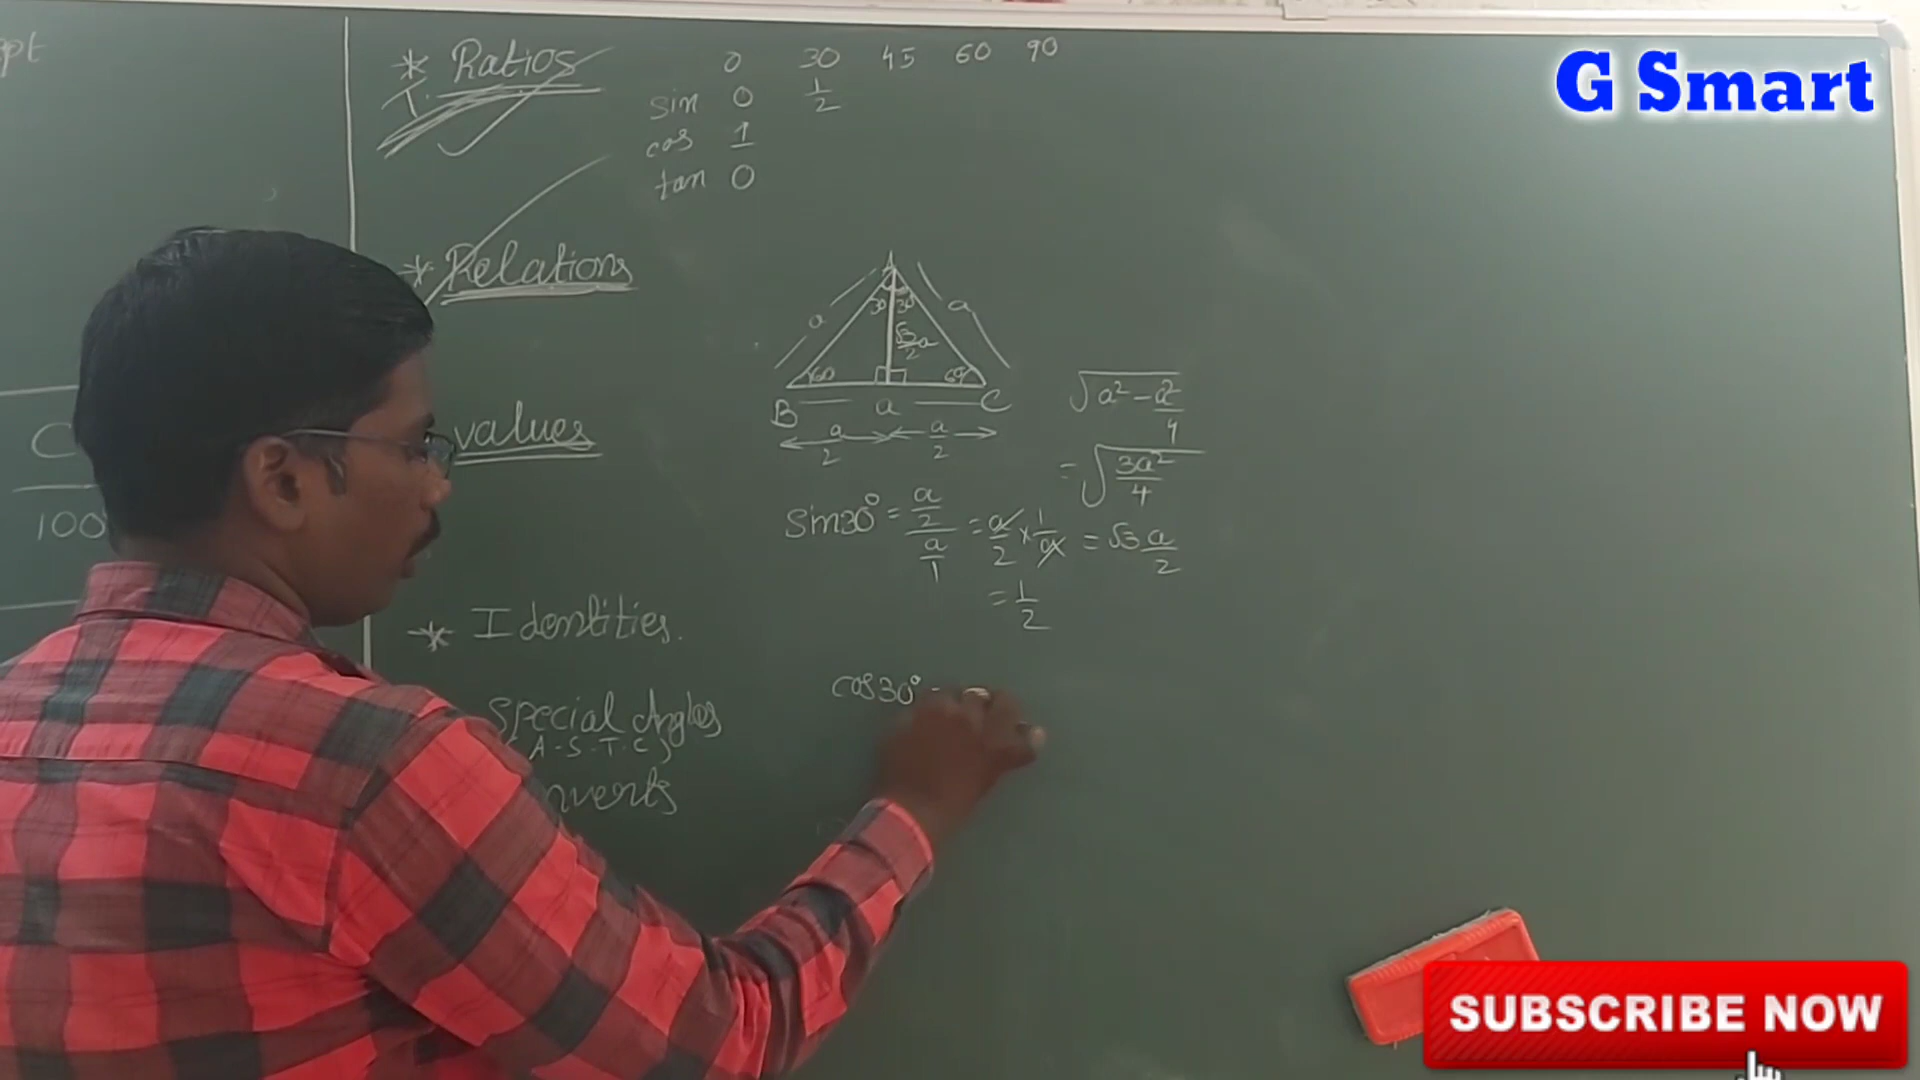 G Smart
* Ratios
T.
0 30 45 60 90
sin 0 1/2
cos 1
tan 0
* Relations
A
30 30
a a
√3/2 a
60 60
B a C
a/2 a/2
√a² - a²/4
= √3a²/4
= √3 a/2
values
C
100
sin30° = a/2 / a/1 = a/2 × 1/a
= 1/2
* Identities.
cos30° =
Special Angles
A-S-T-C
SUBSCRIBE NOW